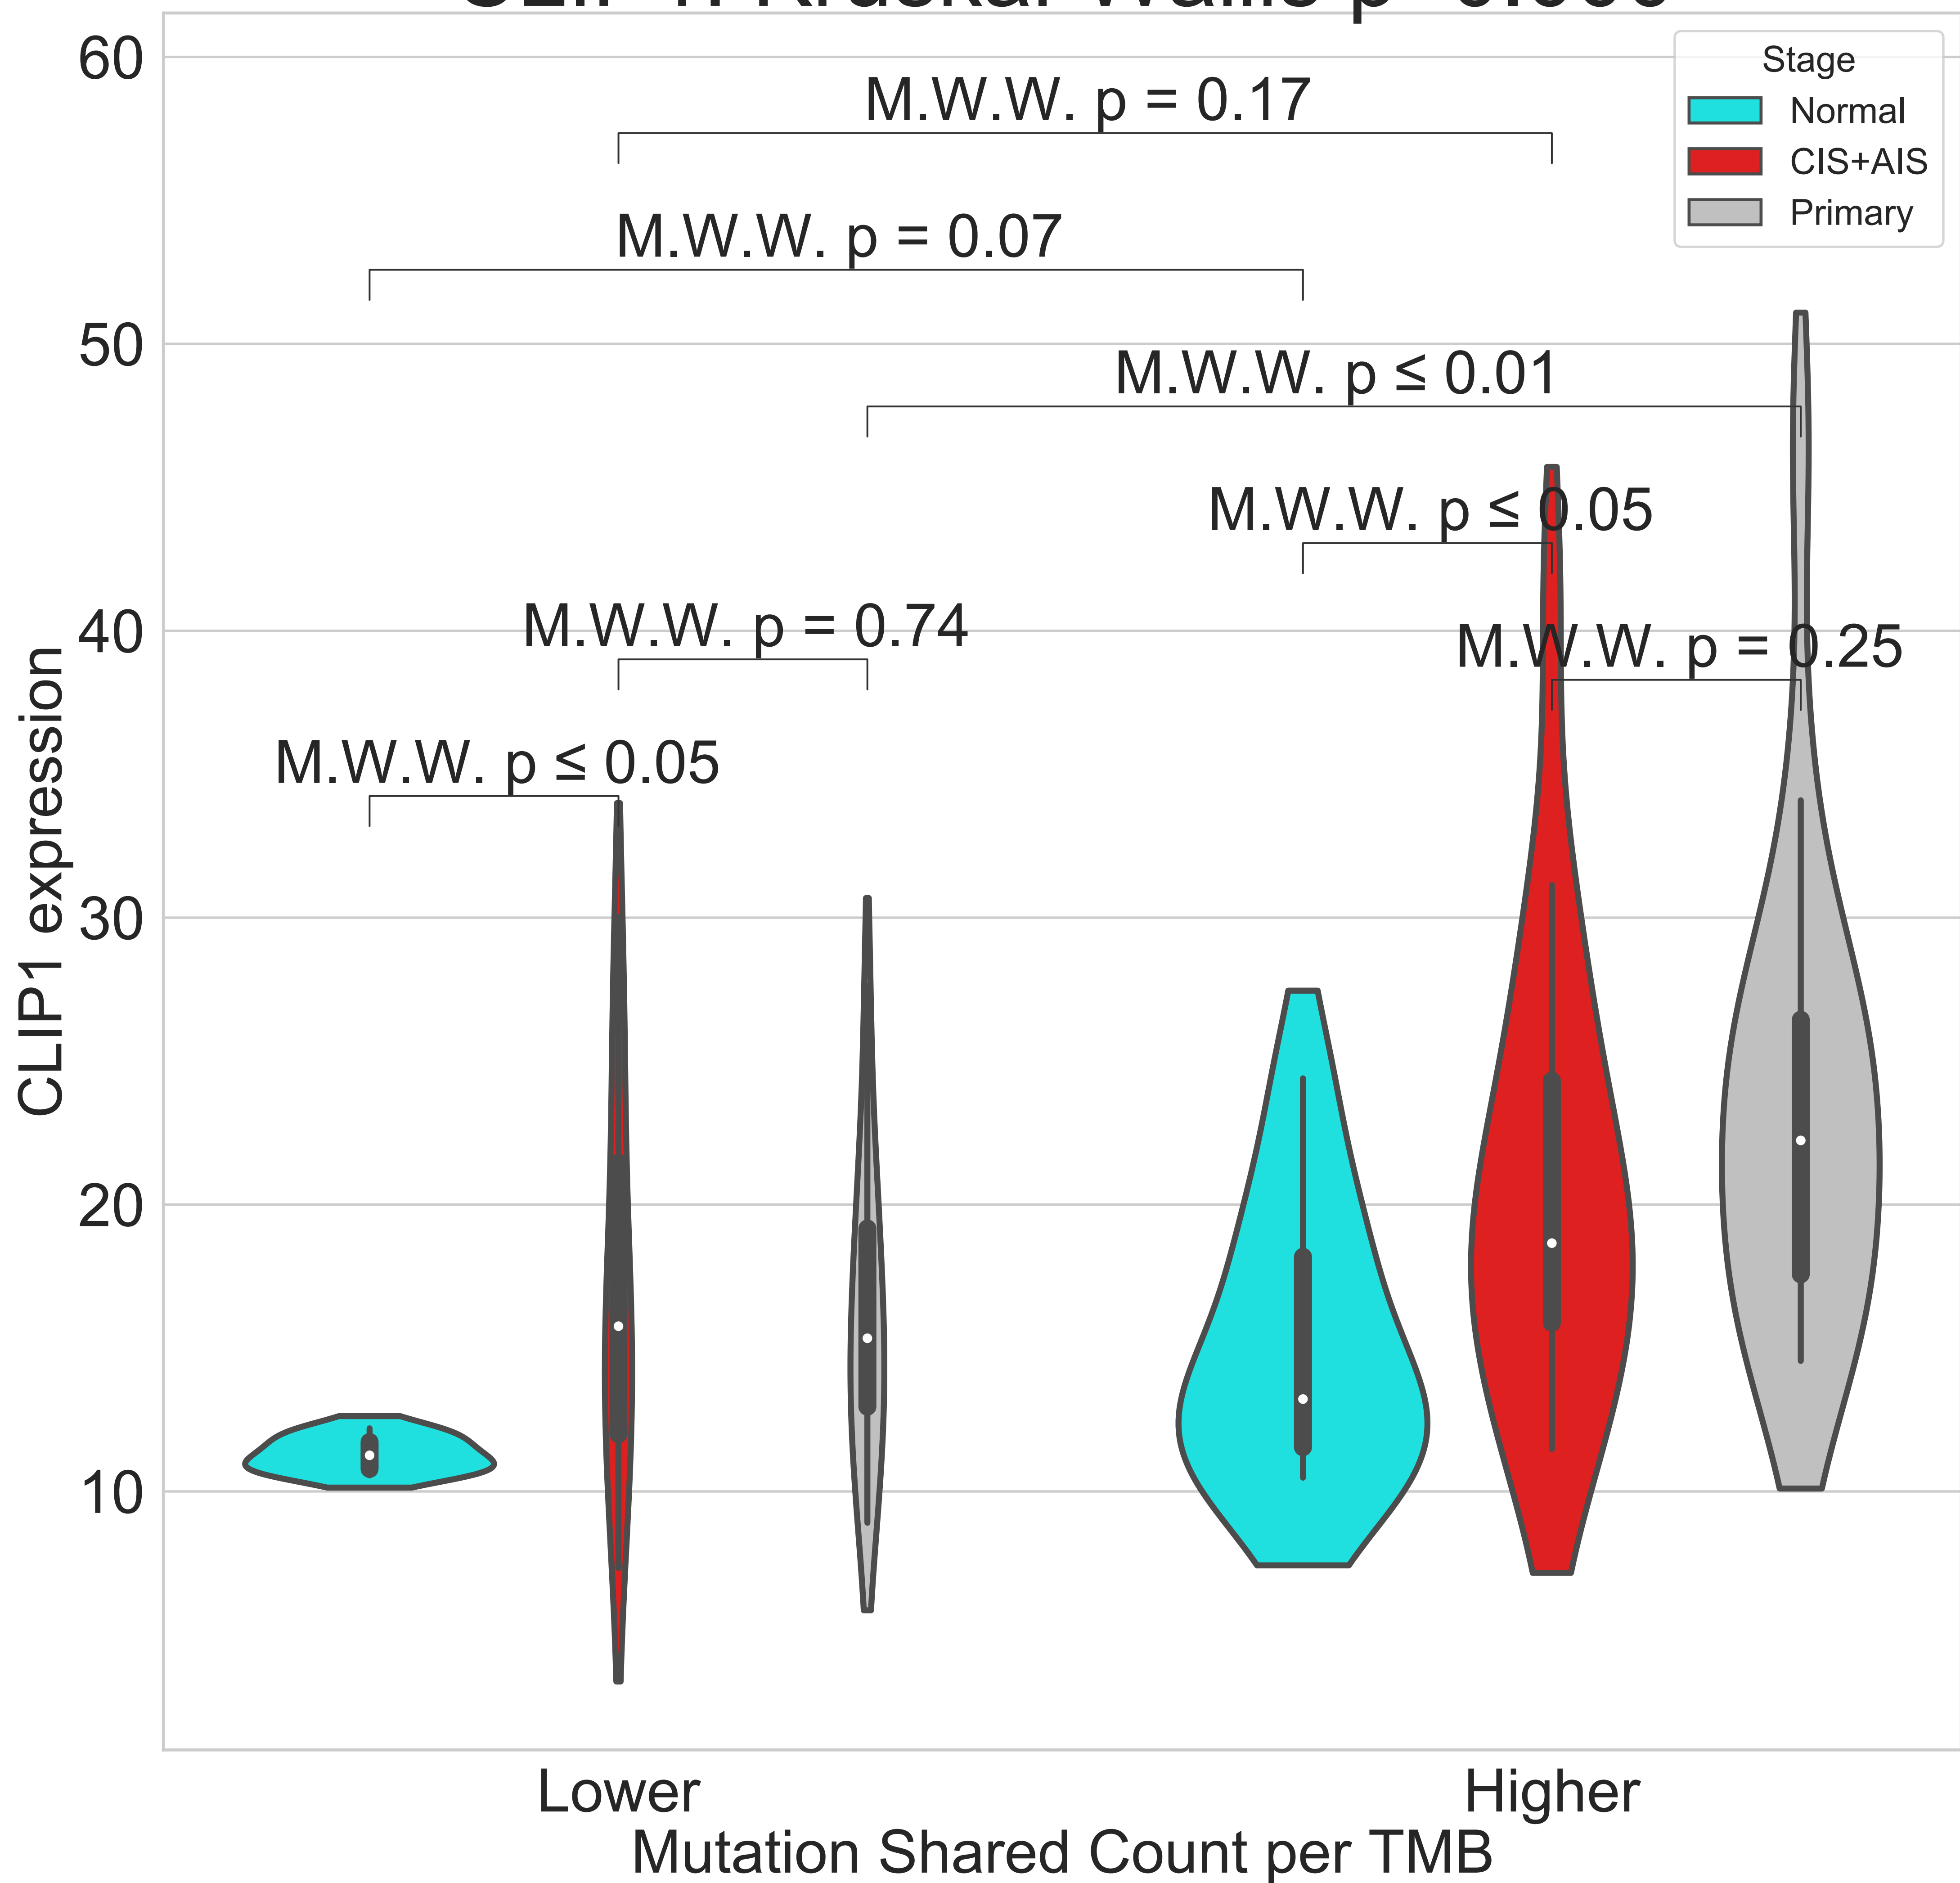 60
50
40
30
20
10
CLIP1 expression
M.W.W. p = 0.17
M.W.W. p = 0.07
M.W.W. p ≤ 0.01
M.W.W. p ≤ 0.05
M.W.W. p = 0.74
M.W.W. p = 0.25
M.W.W. p ≤ 0.05
Stage
Normal
CIS+AIS
Primary
Lower
Higher
Mutation Shared Count per TMB